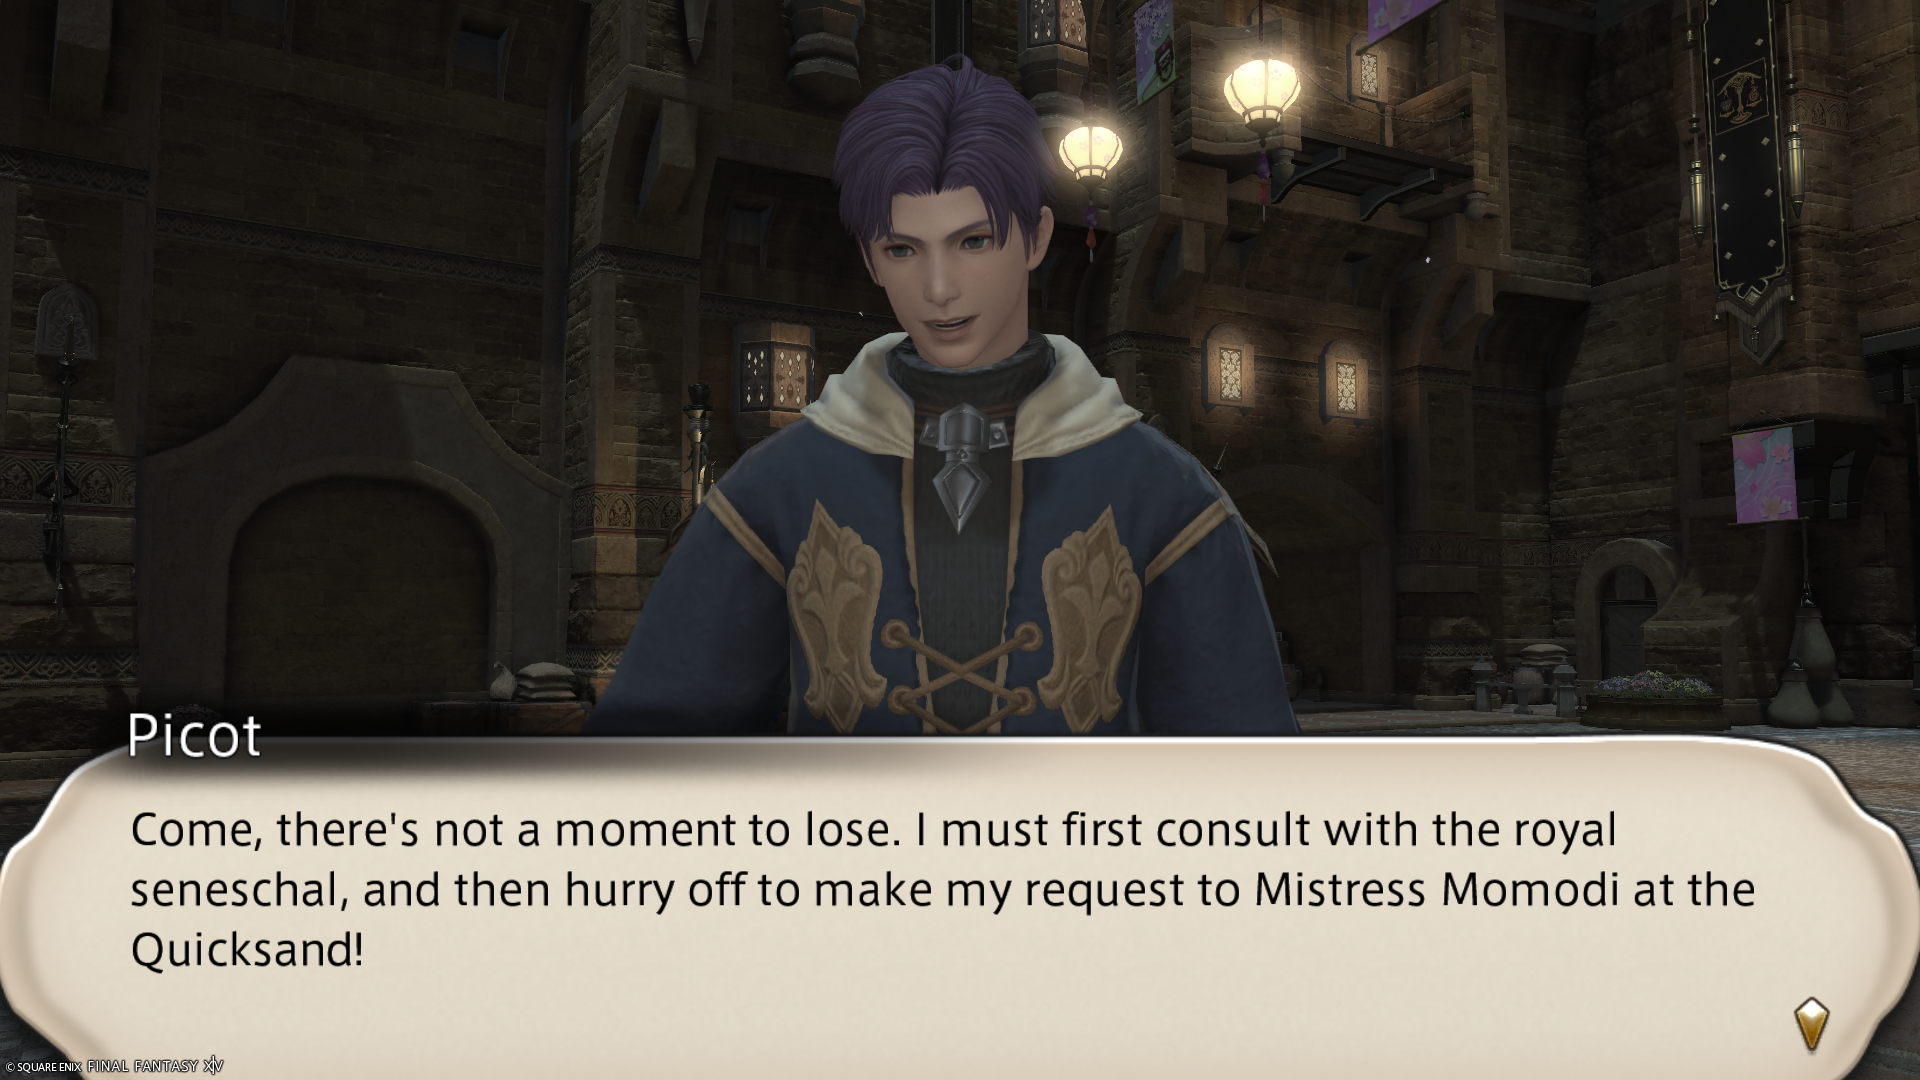 Picot
Come, there's not a moment to lose. I must first consult with the royal
seneschal, and then hurry off to make my request to Mistress Momodi at the
Quicksand!
© SQUARE ENIX FINAL FANTASY XIV